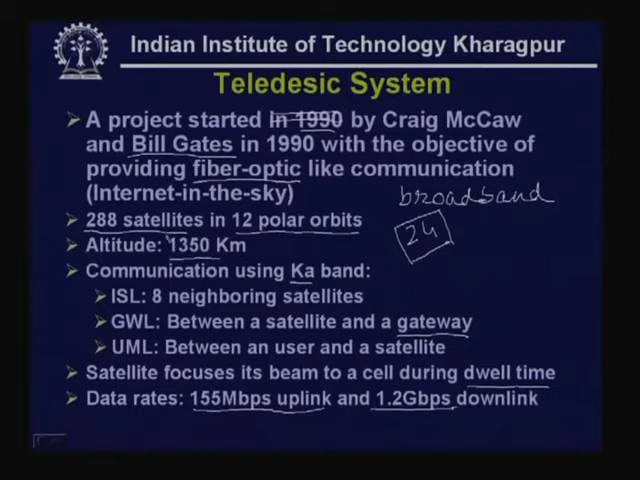 Indian Institute of Technology Kharagpur
Teledesic System
A project started in 1990 by Craig McCaw
and Bill Gates in 1990 with the objective of
providing fiber-optic like communication
(Internet-in-the-sky)
broadband
288 satellites in 12 polar orbits
24
Altitude: 1350 Km
Communication using Ka band:
ISL: 8 neighboring satellites
GWL: Between a satellite and a gateway
UML: Between an user and a satellite
Satellite focuses its beam to a cell during dwell time
Data rates: 155Mbps uplink and 1.2Gbps downlink